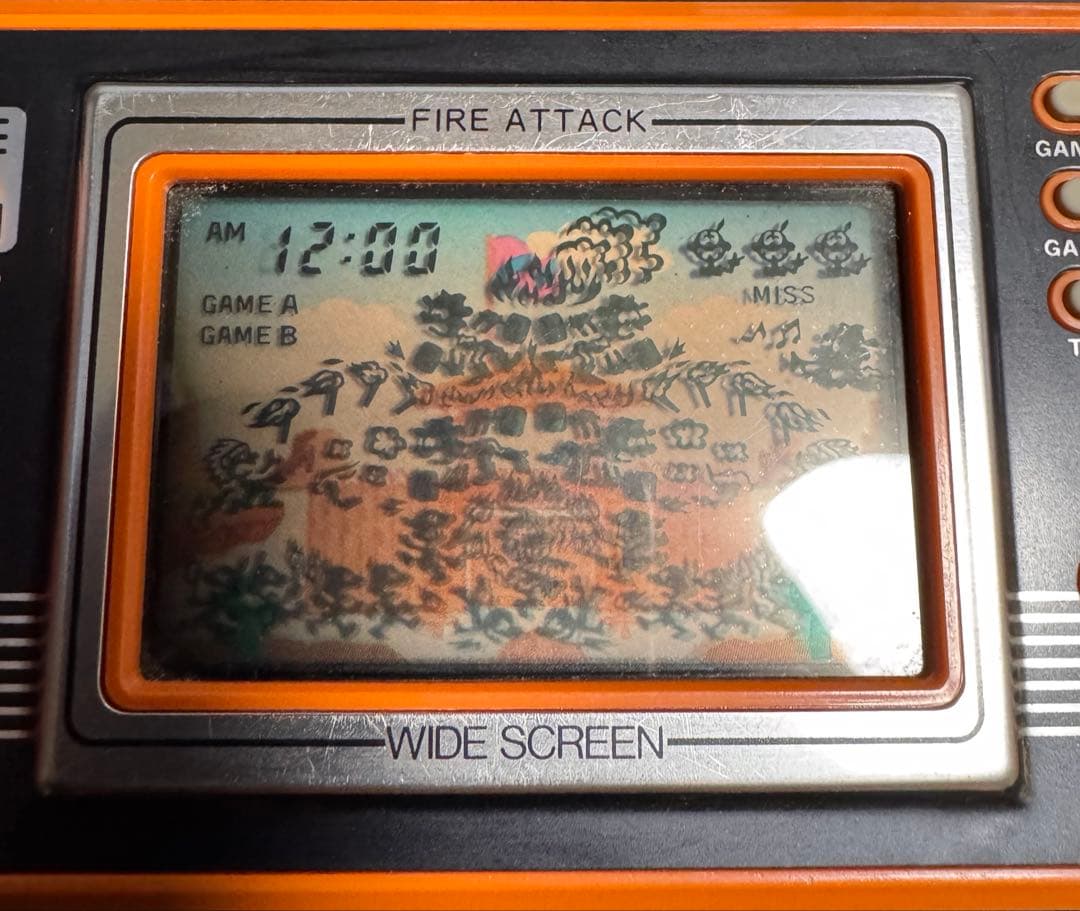 FIRE ATTACK
AM 12:00
GAME A
GAME B
MISS
WIDE SCREEN